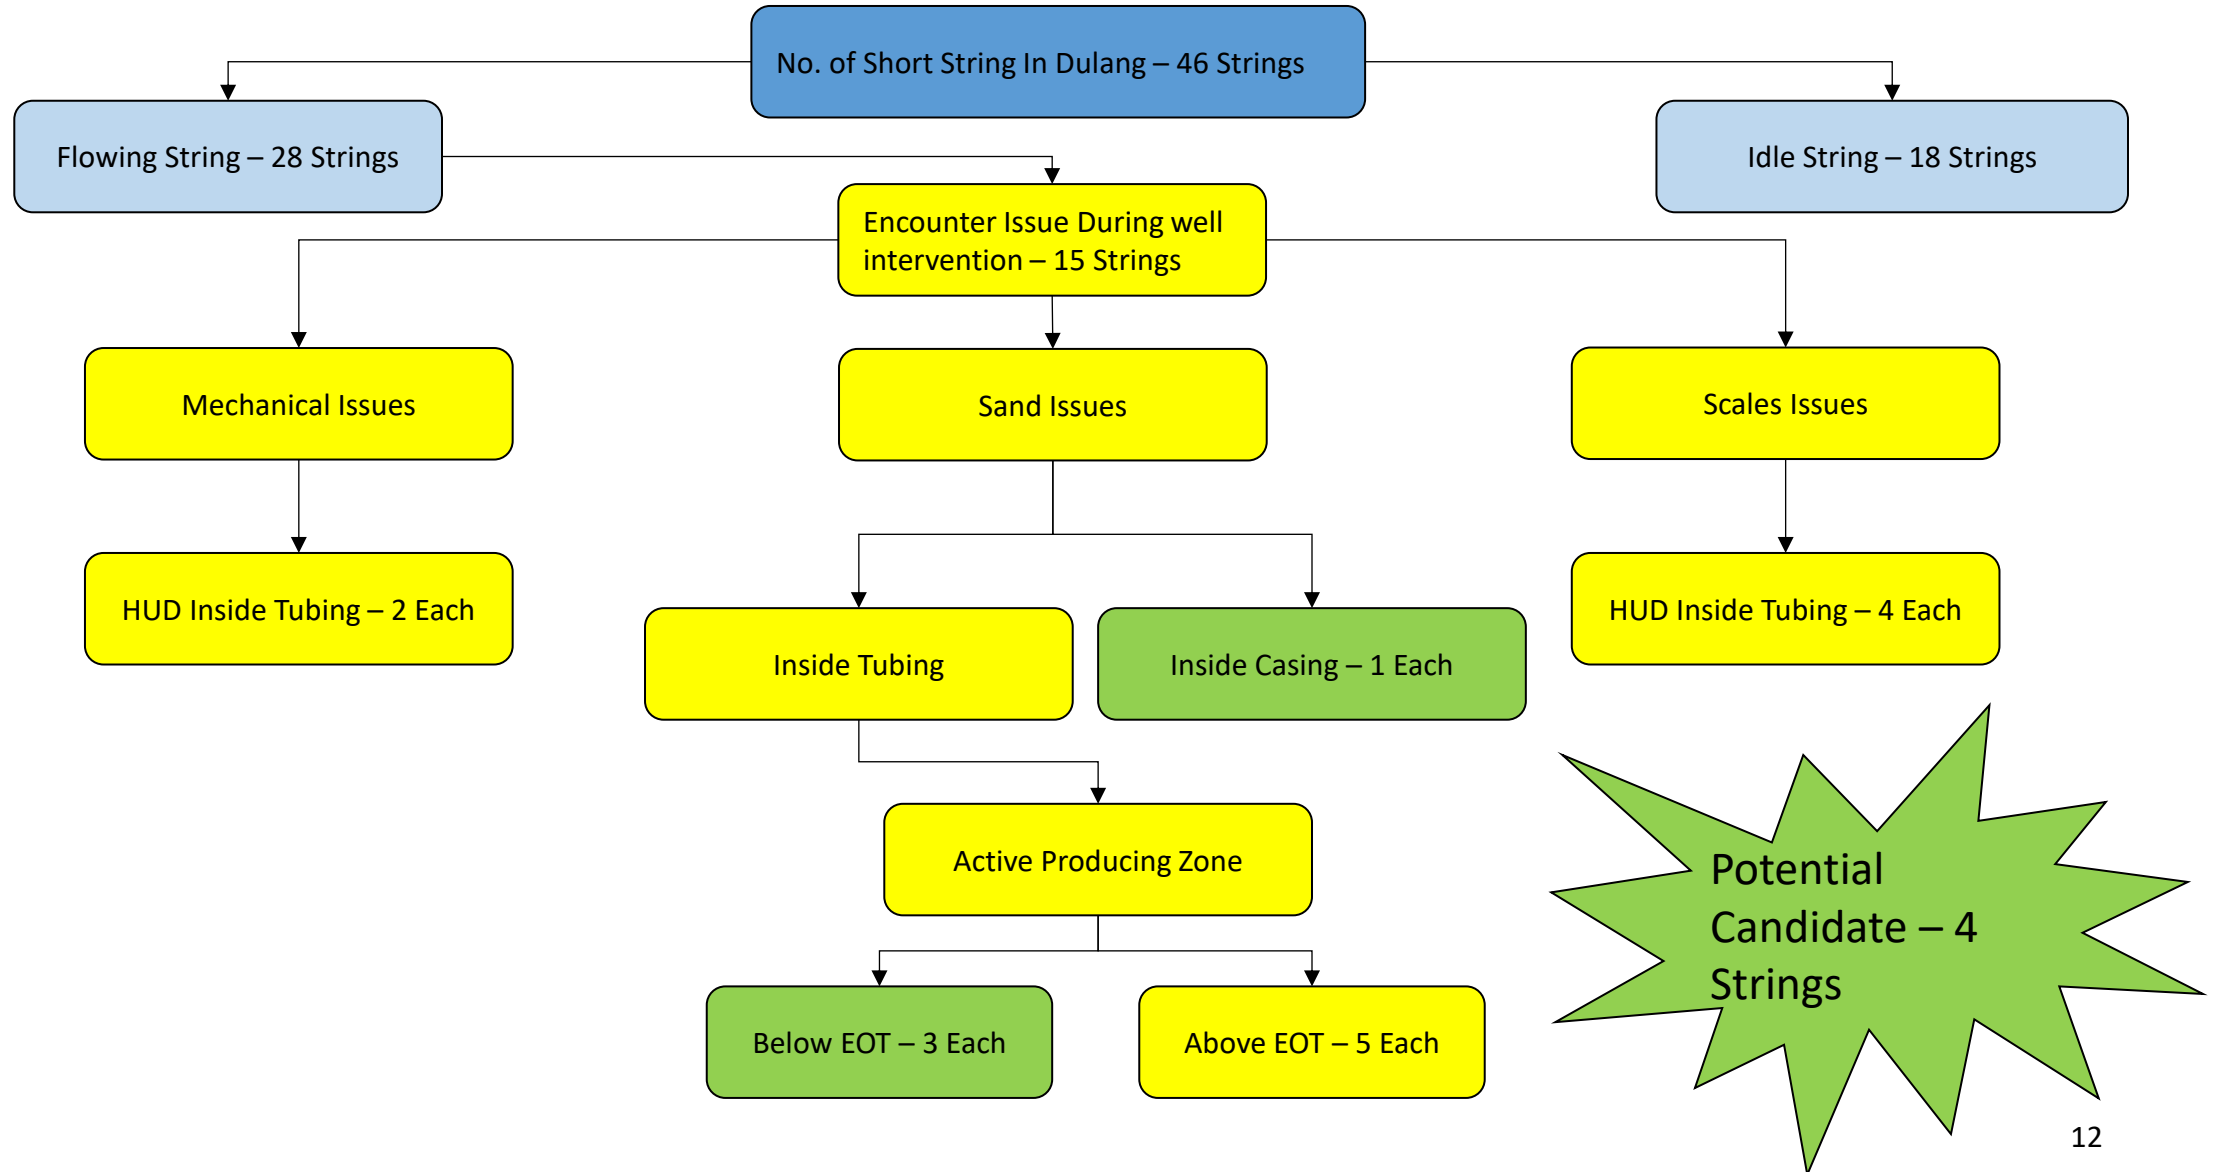 No. of Short String In Dulang – 46 Strings
Flowing String – 28 Strings
Idle String – 18 Strings
Encounter Issue During well
intervention – 15 Strings
Mechanical Issues
Sand Issues
Scales Issues
HUD Inside Tubing – 2 Each
HUD Inside Tubing – 4 Each
Inside Tubing
Inside Casing – 1 Each
Active Producing Zone
Below EOT – 3 Each
Above EOT – 5 Each
Potential
Candidate – 4
Strings
12